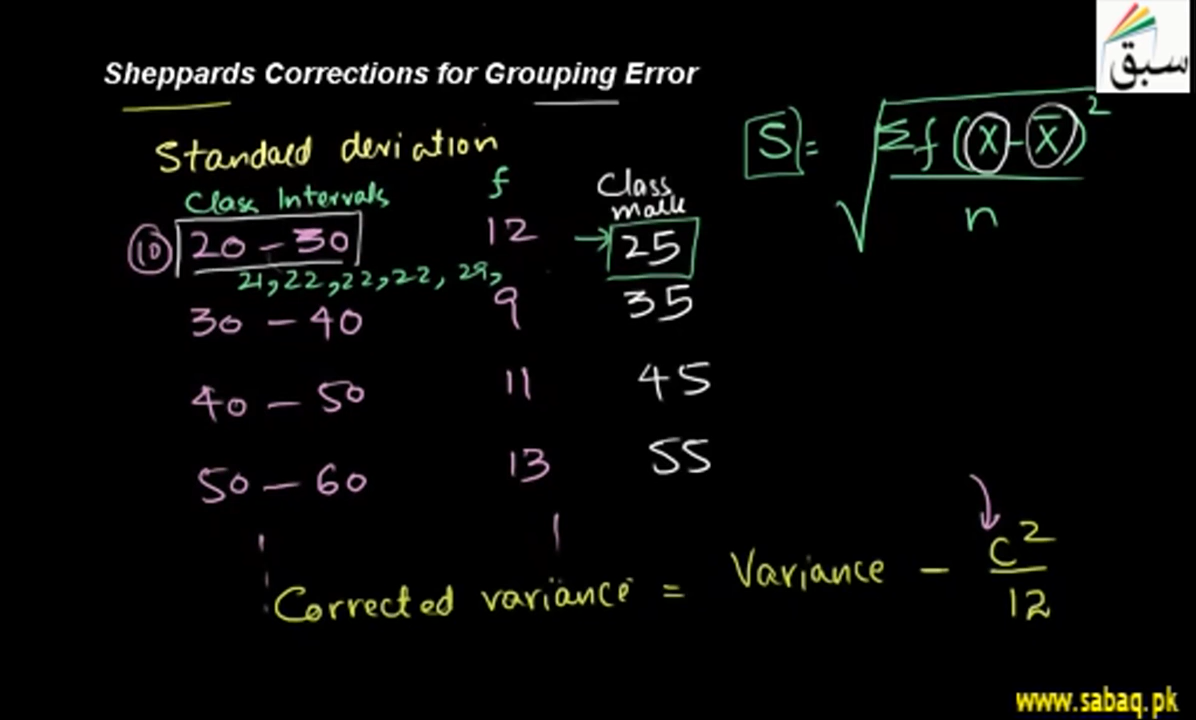 Sheppards Corrections for Grouping Error
سبق
Standard deviation
S = √ Σf(X-X̄)² / n
Class Intervals f Class mark
10 20 - 30 12 → 25
21, 22, 22, 22, 29,
30 - 40 9 35
40 - 50 11 45
50 - 60 13 55
Corrected variance = Variance - c² / 12
www.sabaq.pk